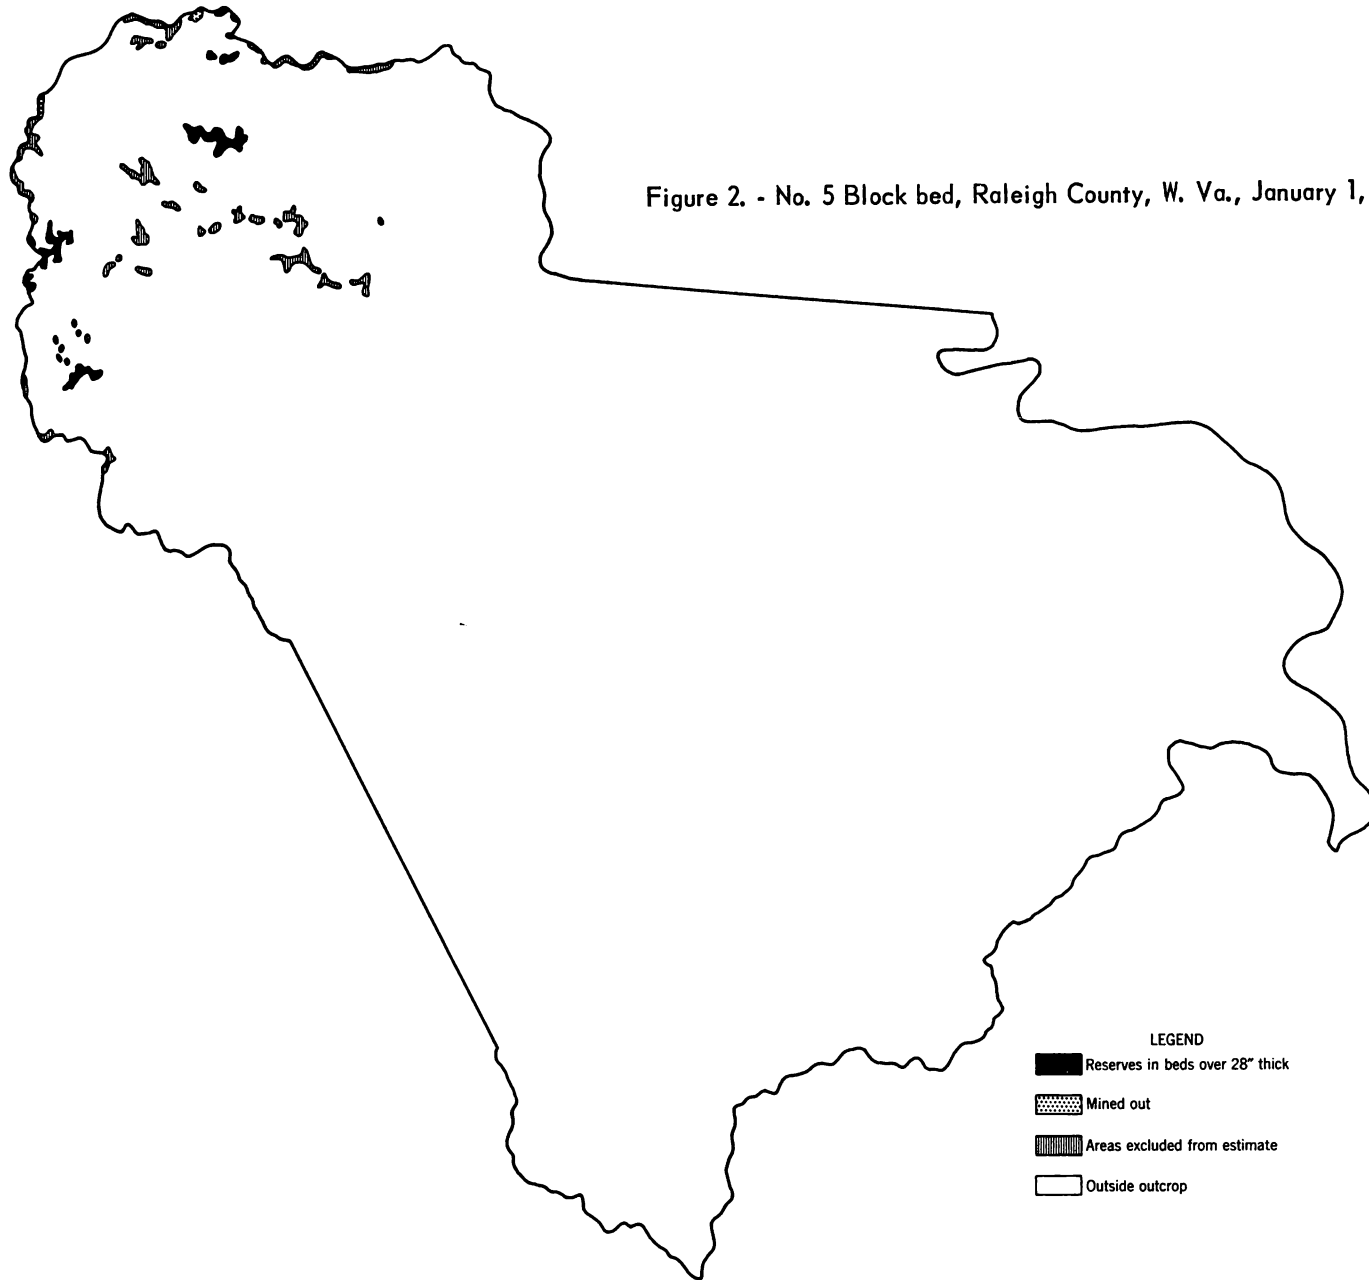 Figure 2. - No. 5 Block bed, Raleigh County, W. Va., January 1,
LEGEND
Reserves in beds over 28" thick
Mined out
Areas excluded from estimate
Outside outcrop